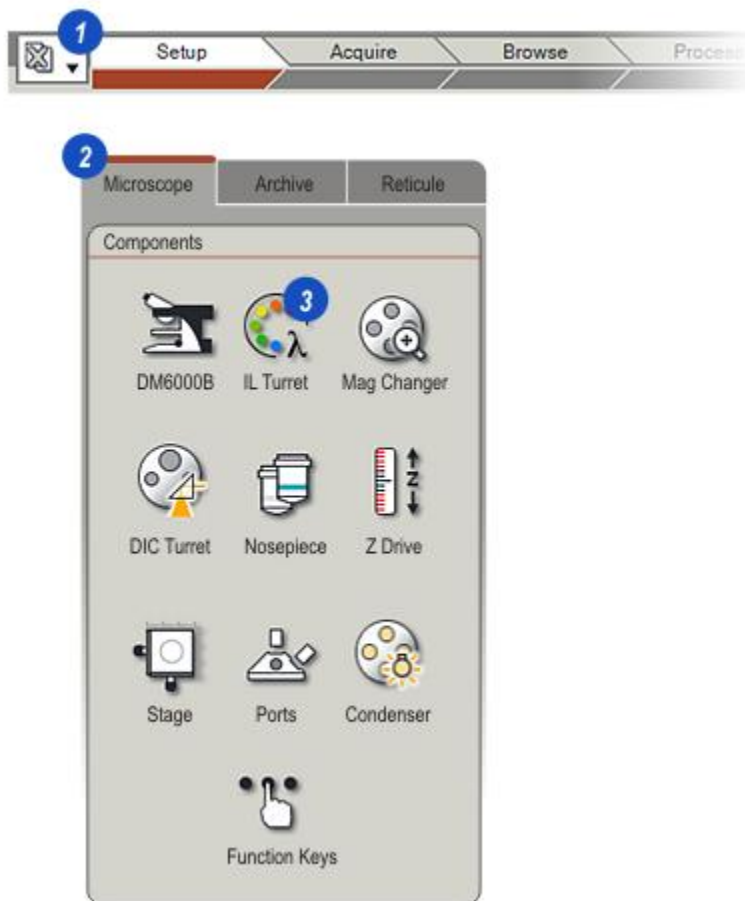 1
Setup Acquire Browse Process
2
Microscope Archive Reticule
Components
3
λ
DM6000B IL Turret Mag Changer
Z
DIC Turret Nosepiece Z Drive
Stage Ports Condenser
Function Keys